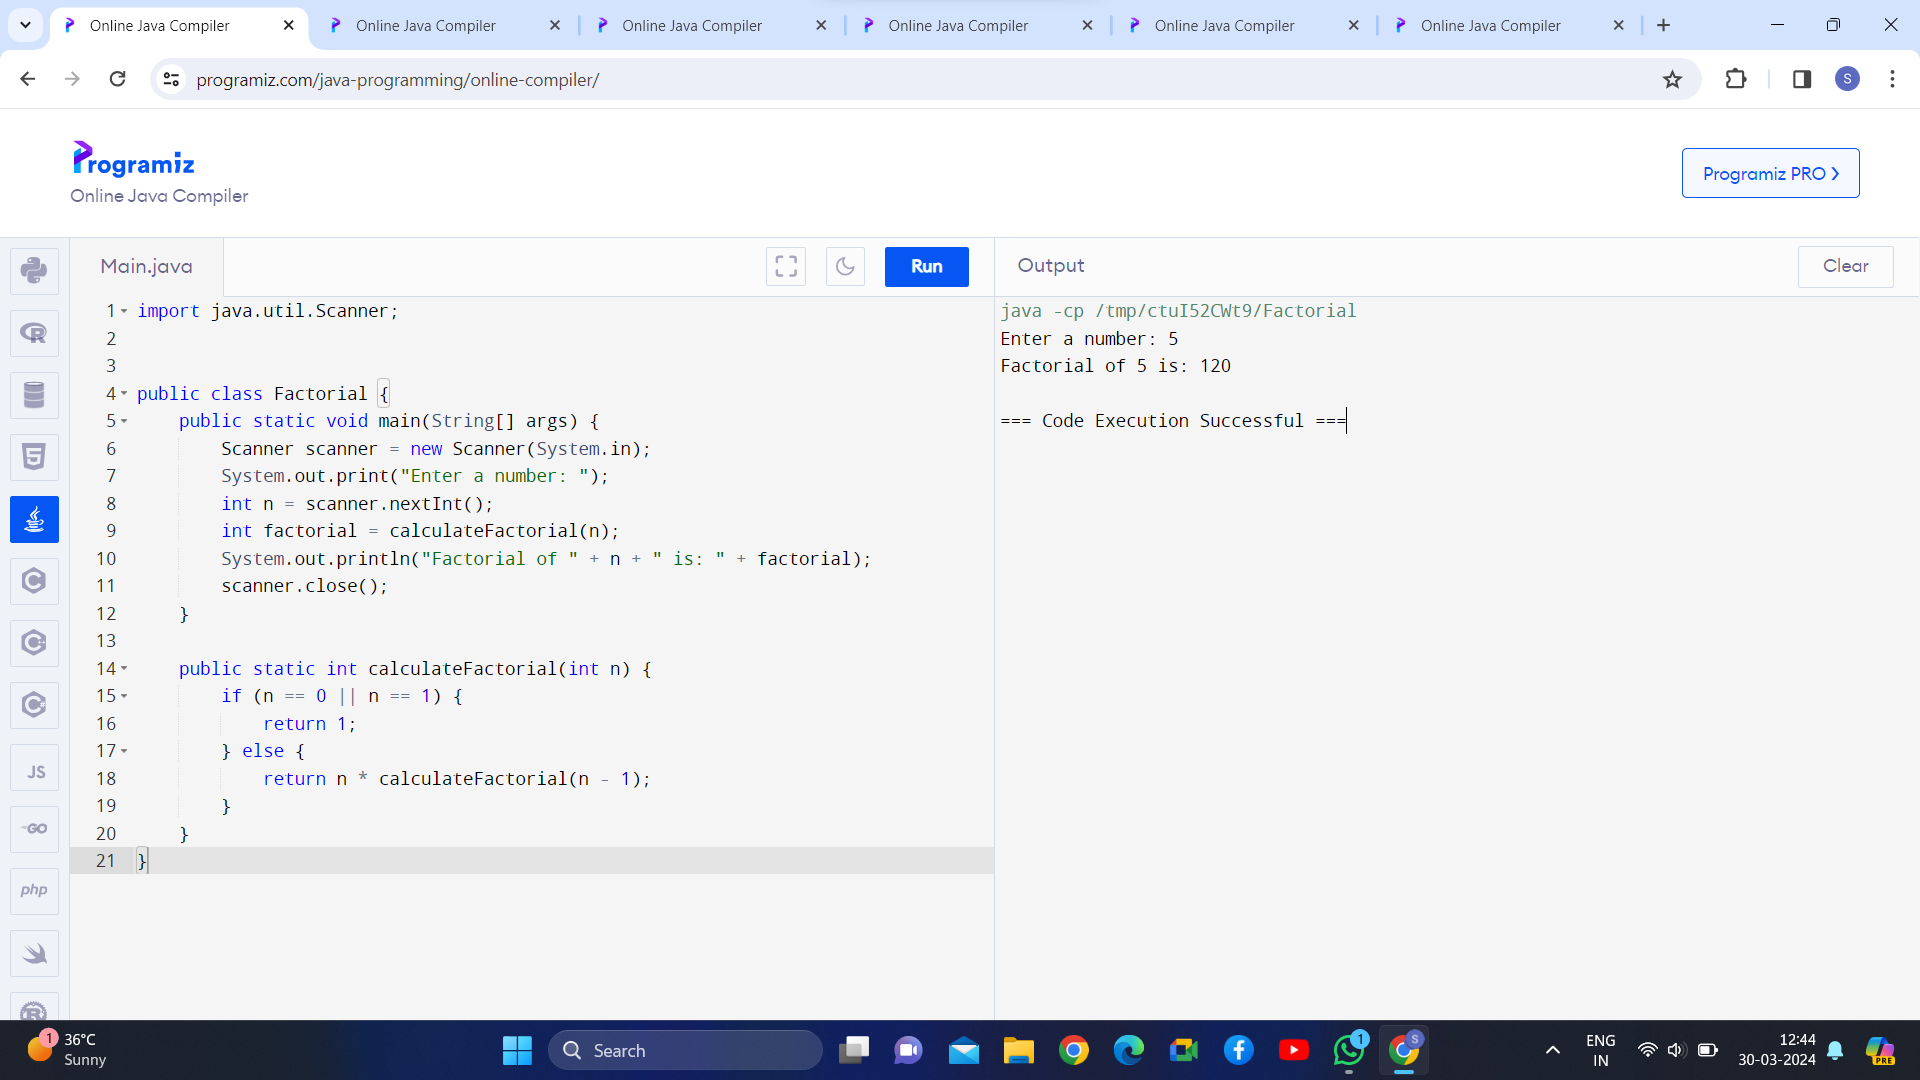 Online Java Compiler
Online Java Compiler
Online Java Compiler
Online Java Compiler
Online Java Compiler
Online Java Compiler
programiz.com/java-programming/online-compiler/
S
Programiz
Online Java Compiler
Programiz PRO
Main.java
Run
Output
Clear
1 import java.util.Scanner;
2
3
4 public class Factorial {
5     public static void main(String[] args) {
6         Scanner scanner = new Scanner(System.in);
7         System.out.print("Enter a number: ");
8         int n = scanner.nextInt();
9         int factorial = calculateFactorial(n);
10         System.out.println("Factorial of " + n + " is: " + factorial);
11         scanner.close();
12     }
13
14     public static int calculateFactorial(int n) {
15         if (n == 0 || n == 1) {
16             return 1;
17         } else {
18             return n * calculateFactorial(n - 1);
19         }
20     }
21 }
java -cp /tmp/ctuI52CWt9/Factorial
Enter a number: 5
Factorial of 5 is: 120
=== Code Execution Successful ===
R
5
C
C
C
JS
GO
php
R
1
36°C
Sunny
Search
1
S
ENG
IN
12:44
30-03-2024
PRE